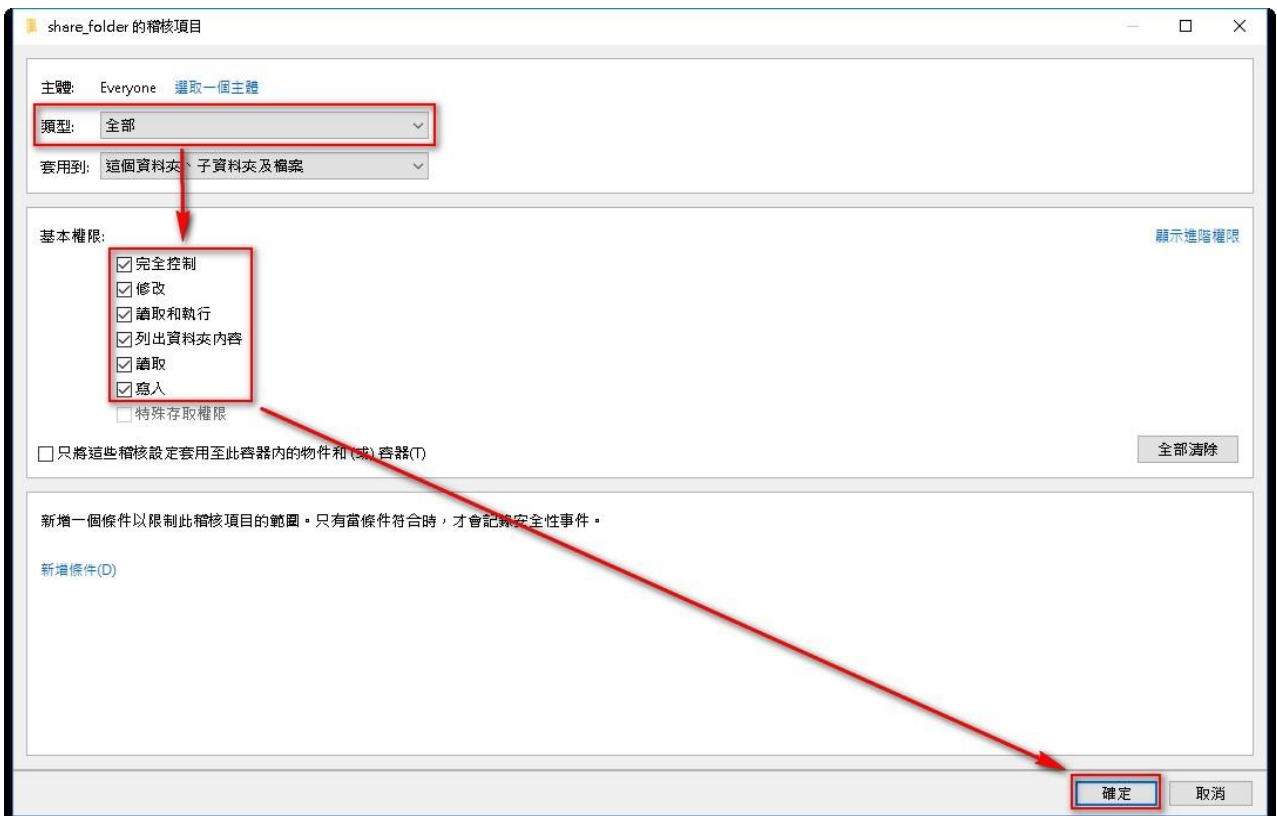 share_folder 的稽核項目
主體: Everyone 選取一個主體
類型: 全部
套用到: 這個資料夾、子資料夾及檔案
基本權限: 顯示進階權限
完全控制
修改
讀取和執行
列出資料夾內容
讀取
寫入
特殊存取權限
只將這些稽核設定套用至此容器內的物件和 (或) 容器(T) 全部清除
新增一個條件以限制此稽核項目的範圍。只有當條件符合時，才會記錄安全性事件。
新增條件(D)
確定 取消